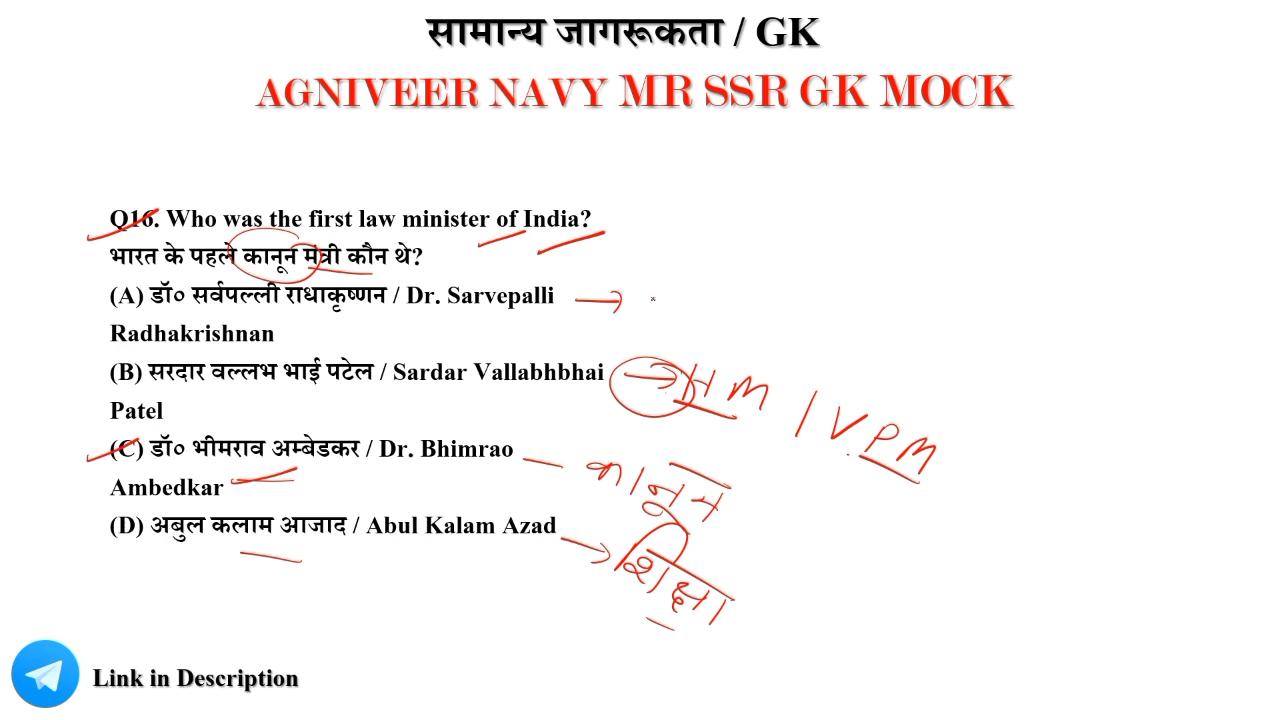 सामान्य जागरूकता / GK
AGNIVEER NAVY MR SSR GK MOCK
Q16. Who was the first law minister of India?
भारत के पहले कानून मंत्री कौन थे?
(A) डॉ० सर्वपल्ली राधाकृष्णन / Dr. Sarvepalli
Radhakrishnan
(B) सरदार वल्लभ भाई पटेल / Sardar Vallabhbhai
Patel
HM / V.PM
(C) डॉ० भीमराव अम्बेडकर / Dr. Bhimrao
Ambedkar
कानून
(D) अबुल कलाम आजाद / Abul Kalam Azad
शिक्षा
Link in Description